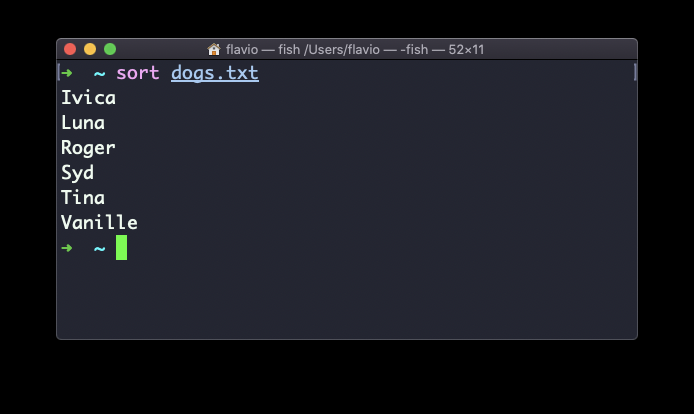 flavio — fish /Users/flavio — -fish — 52×11
➜ ~ sort dogs.txt
Ivica
Luna
Roger
Syd
Tina
Vanille
➜ ~